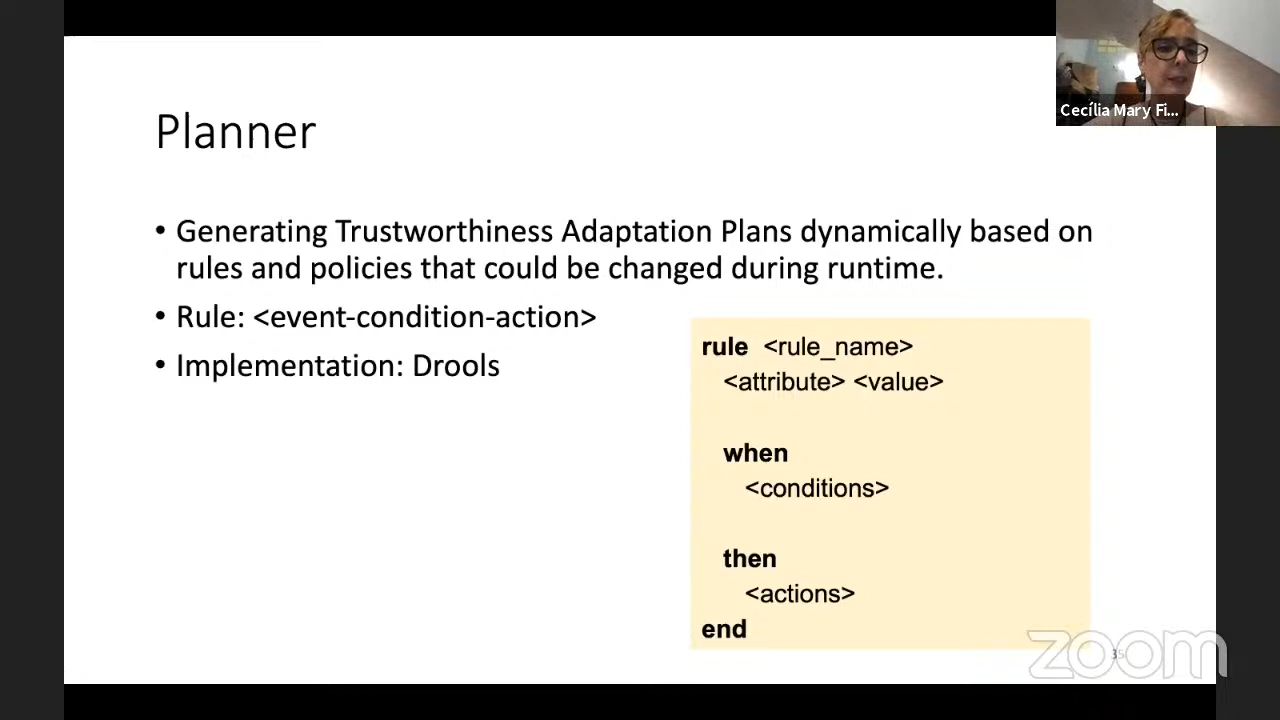 Cecília Mary Fi...
Planner
• Generating Trustworthiness Adaptation Plans dynamically based on
rules and policies that could be changed during runtime.
• Rule: <event-condition-action>
• Implementation: Drools
rule <rule_name>
<attribute> <value>
when
<conditions>
then
<actions>
end
35
zoom